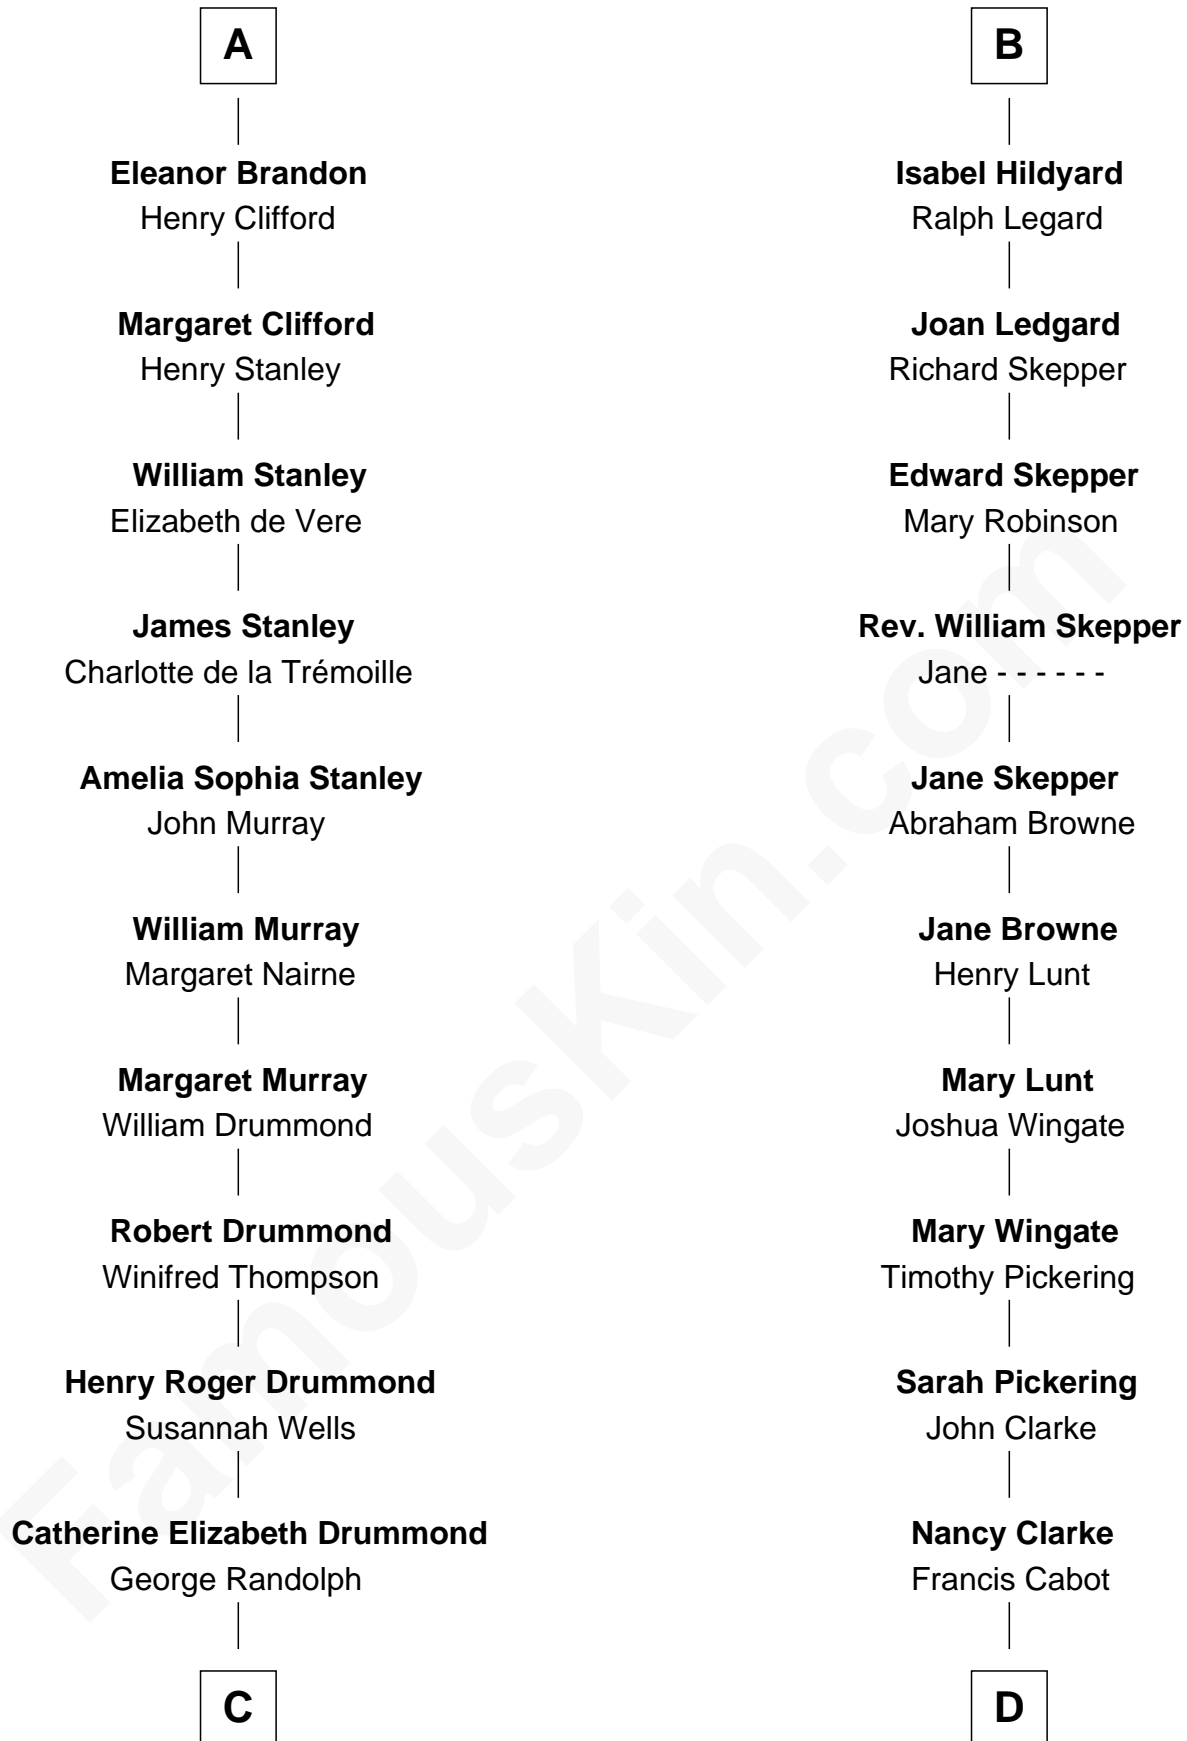 A
Eleanor Brandon
Henry Clifford
Margaret Clifford
Henry Stanley
William Stanley
Elizabeth de Vere
James Stanley
Charlotte de la Trémoille
Amelia Sophia Stanley
John Murray
William Murray
Margaret Nairne
Margaret Murray
William Drummond
Robert Drummond
Winifred Thompson
Henry Roger Drummond
Susannah Wells
Catherine Elizabeth Drummond
George Randolph
C
B
Isabel Hildyard
Ralph Legard
Joan Ledgard
Richard Skepper
Edward Skepper
Mary Robinson
Rev. William Skepper
Jane - - - - - -
Jane Skepper
Abraham Browne
Jane Browne
Henry Lunt
Mary Lunt
Joshua Wingate
Mary Wingate
Timothy Pickering
Sarah Pickering
John Clarke
Nancy Clarke
Francis Cabot
D
FamousKin.com